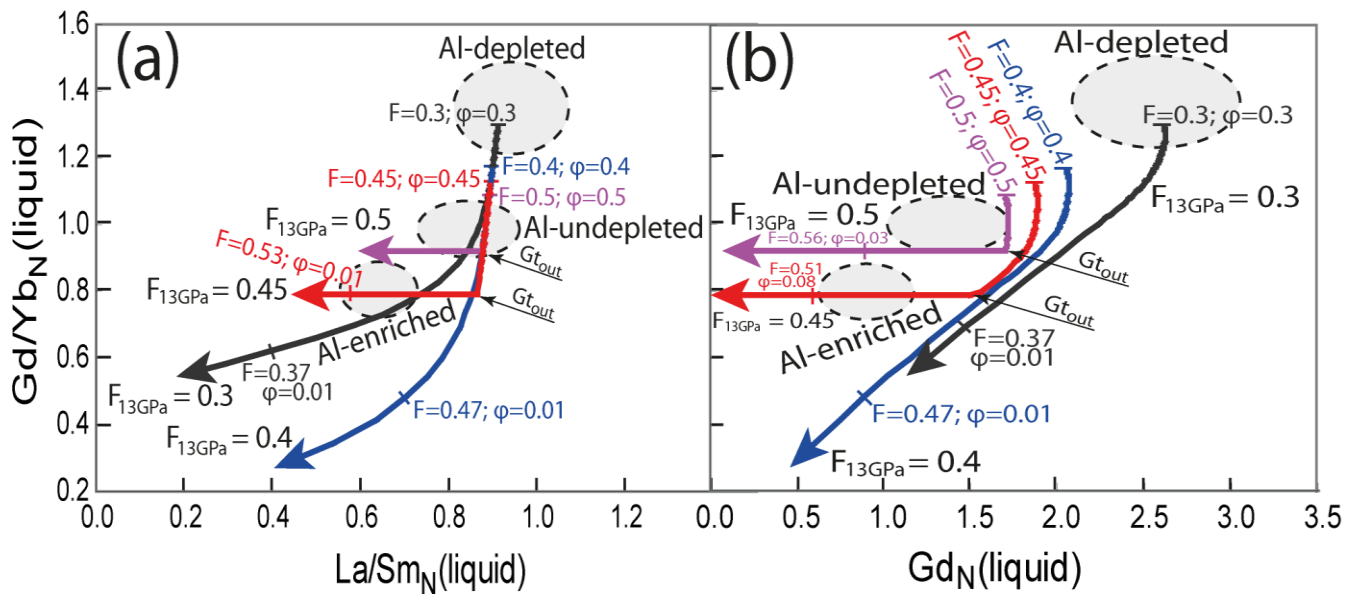 (a)
Gd/YbN(liquid)
1.6
1.4
1.2
1.0
0.8
0.6
0.4
0.2
Al-depleted
F=0.3; φ=0.3
F=0.4; φ=0.4
F=0.45; φ=0.45
F=0.5; φ=0.5
F13GPa = 0.5
Al-undepleted
F=0.53; φ=0.01
Gtout
F13GPa = 0.45
Gtout
Al-enriched
F=0.37
φ=0.01
F13GPa = 0.3
F=0.47; φ=0.01
F13GPa = 0.4
0.0 0.2 0.4 0.6 0.8 1.0 1.2
La/SmN(liquid)
(b)
Al-depleted
F=0.4; φ=0.4
F=0.45; φ=0.45
F=0.5; φ=0.5
F=0.3; φ=0.3
Al-undepleted
F13GPa = 0.3
F13GPa = 0.5
F=0.56; φ=0.03
Gtout
F=0.51
φ=0.08
Gtout
F13GPa = 0.45
Al-enriched
F=0.37
φ=0.01
F=0.47; φ=0.01
F13GPa = 0.4
0.0 0.5 1.0 1.5 2.0 2.5 3.0 3.5
GdN(liquid)